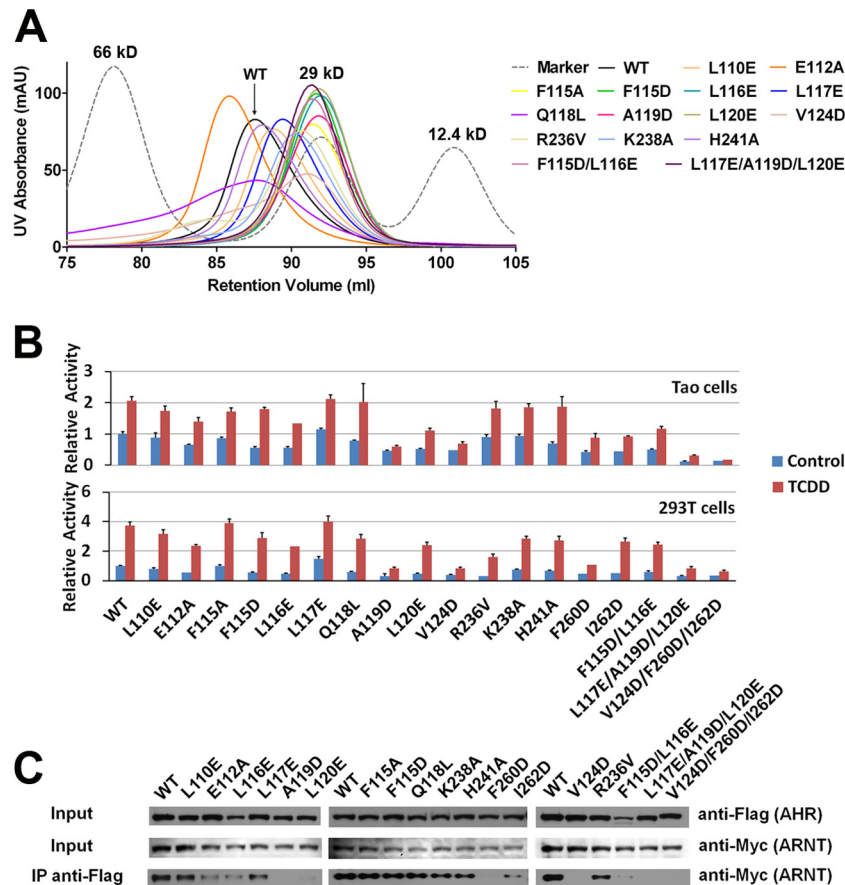 A
66 kD
WT
29 kD
12.4 kD
UV Absorbance (mAU)
100
50
0
75 80 85 90 95 100 105
Retention Volume (ml)
Marker WT L110E E112A
F115A F115D L116E L117E
Q118L A119D L120E V124D
R236V K238A H241A
F115D/L116E L117E/A119D/L120E
B
Relative Activity
3
2
1
0
Tao cells
Control
TCDD
Relative Activity
6
4
2
0
293T cells
WT L110E E112A F115A F115D L116E L117E Q118L A119D L120E V124D R236V K238A H241A F260D I262D F115D/L116E L117E/A119D/L120E V124D/F260D/I262D
C
WT L110E E112A L116E L117E A119D L120E WT F115A F115D Q118L K238A H241A F260D I262D WT V124D R236V F115D/L116E L117E/A119D/L120E V124D/F260D/I262D
Input anti-Flag (AHR)
Input anti-Myc (ARNT)
IP anti-Flag anti-Myc (ARNT)